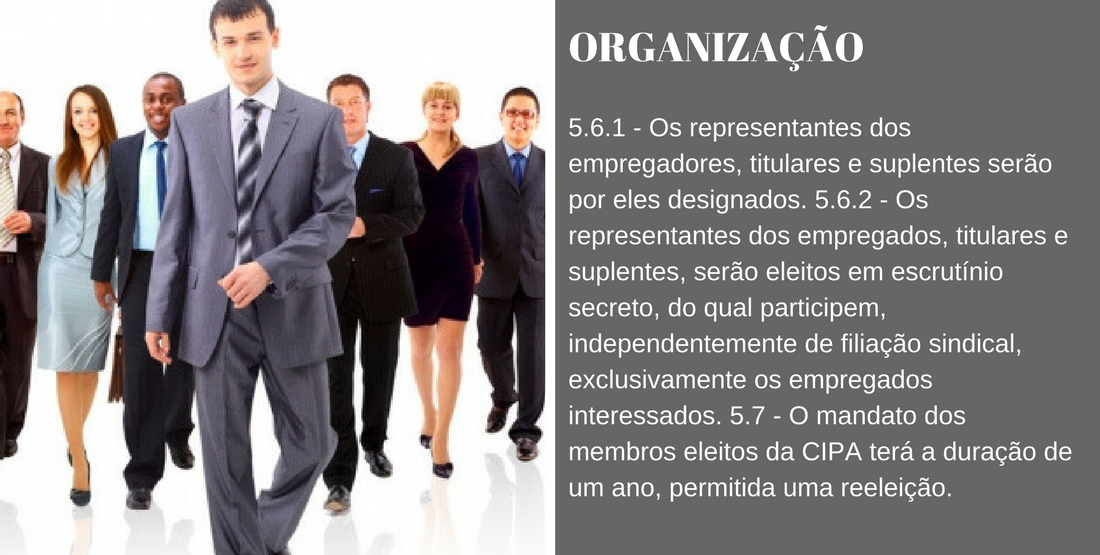 ORGANIZAÇÃO
5.6.1 - Os representantes dos
empregadores, titulares e suplentes serão
por eles designados. 5.6.2 - Os
representantes dos empregados, titulares e
suplentes, serão eleitos em escrutínio
secreto, do qual participem,
independentemente de filiação sindical,
exclusivamente os empregados
interessados. 5.7 - O mandato dos
membros eleitos da CIPA terá a duração de
um ano, permitida uma reeleição.